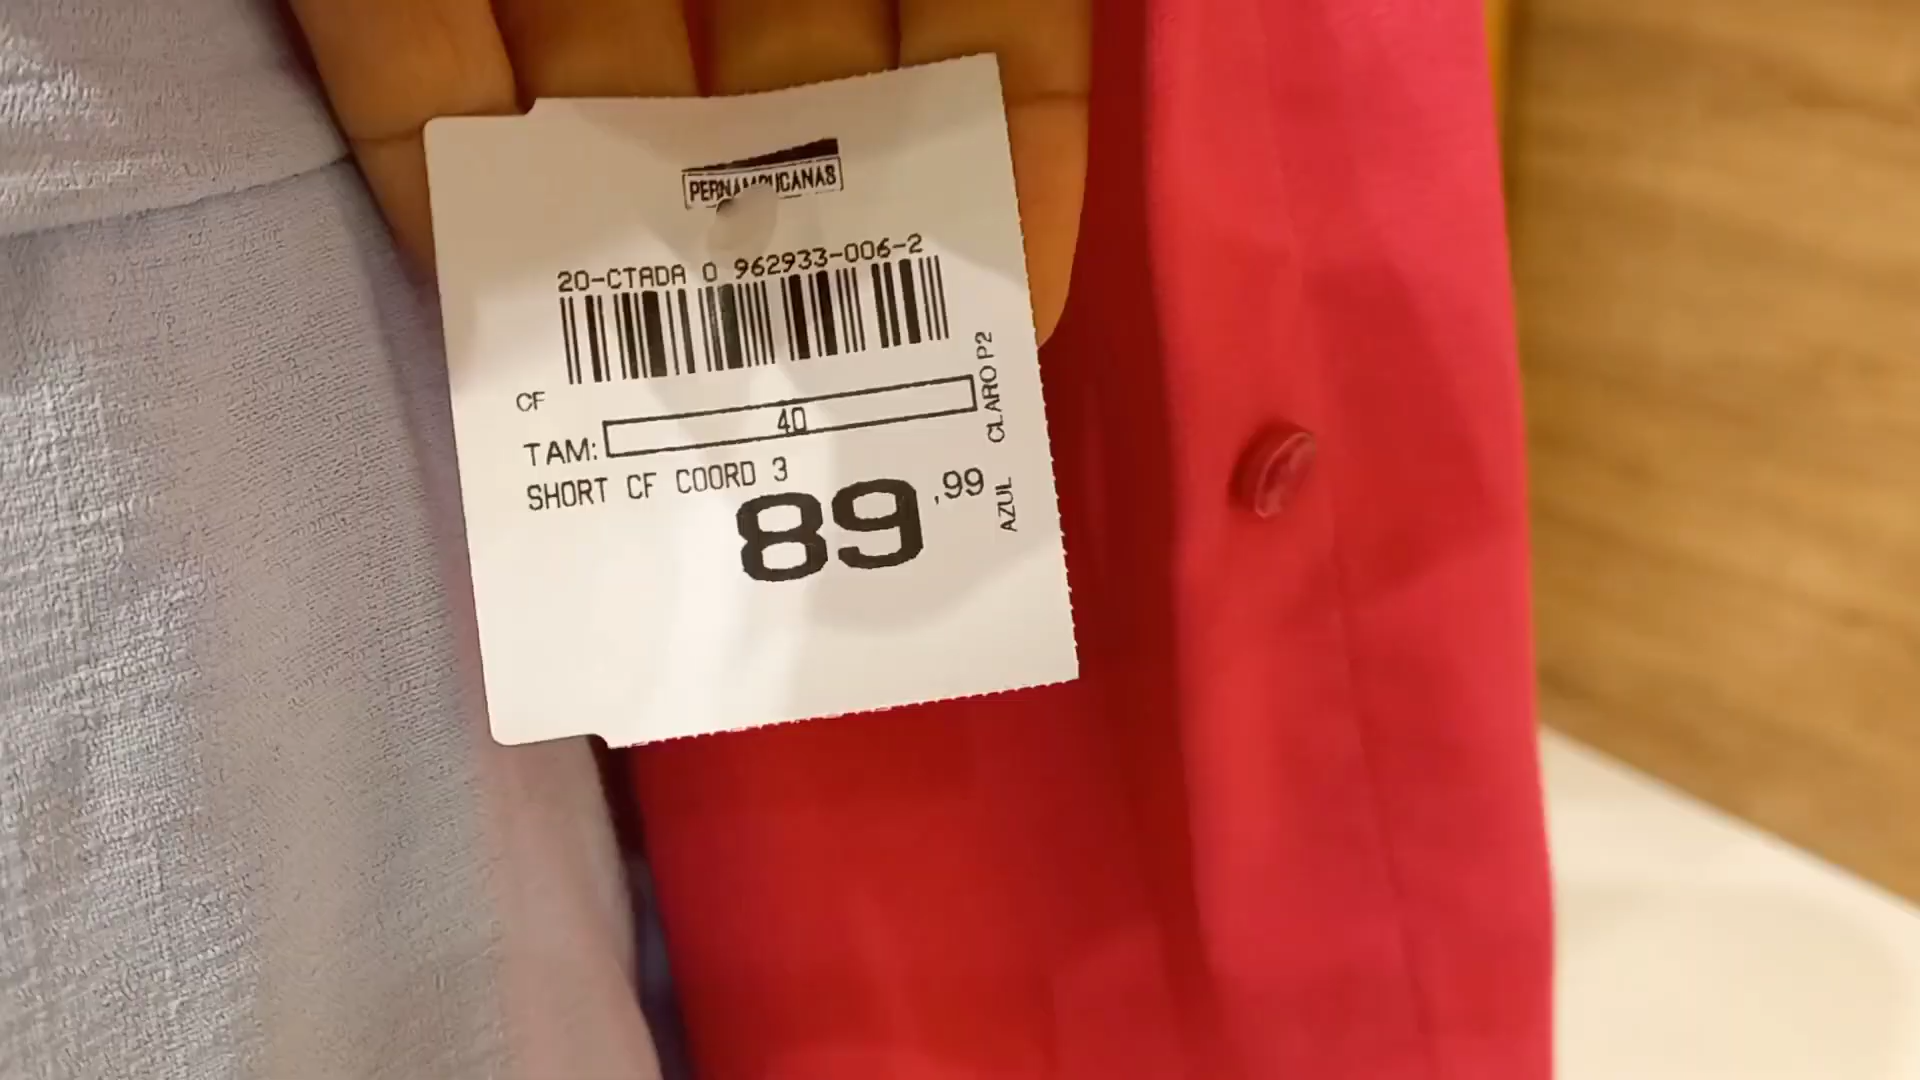 PERNAMBUCANAS
20-CTADA 0 962933-006-2
CF
TAM: 40
SHORT CF COORD 3
89,99
AZUL CLARO P2